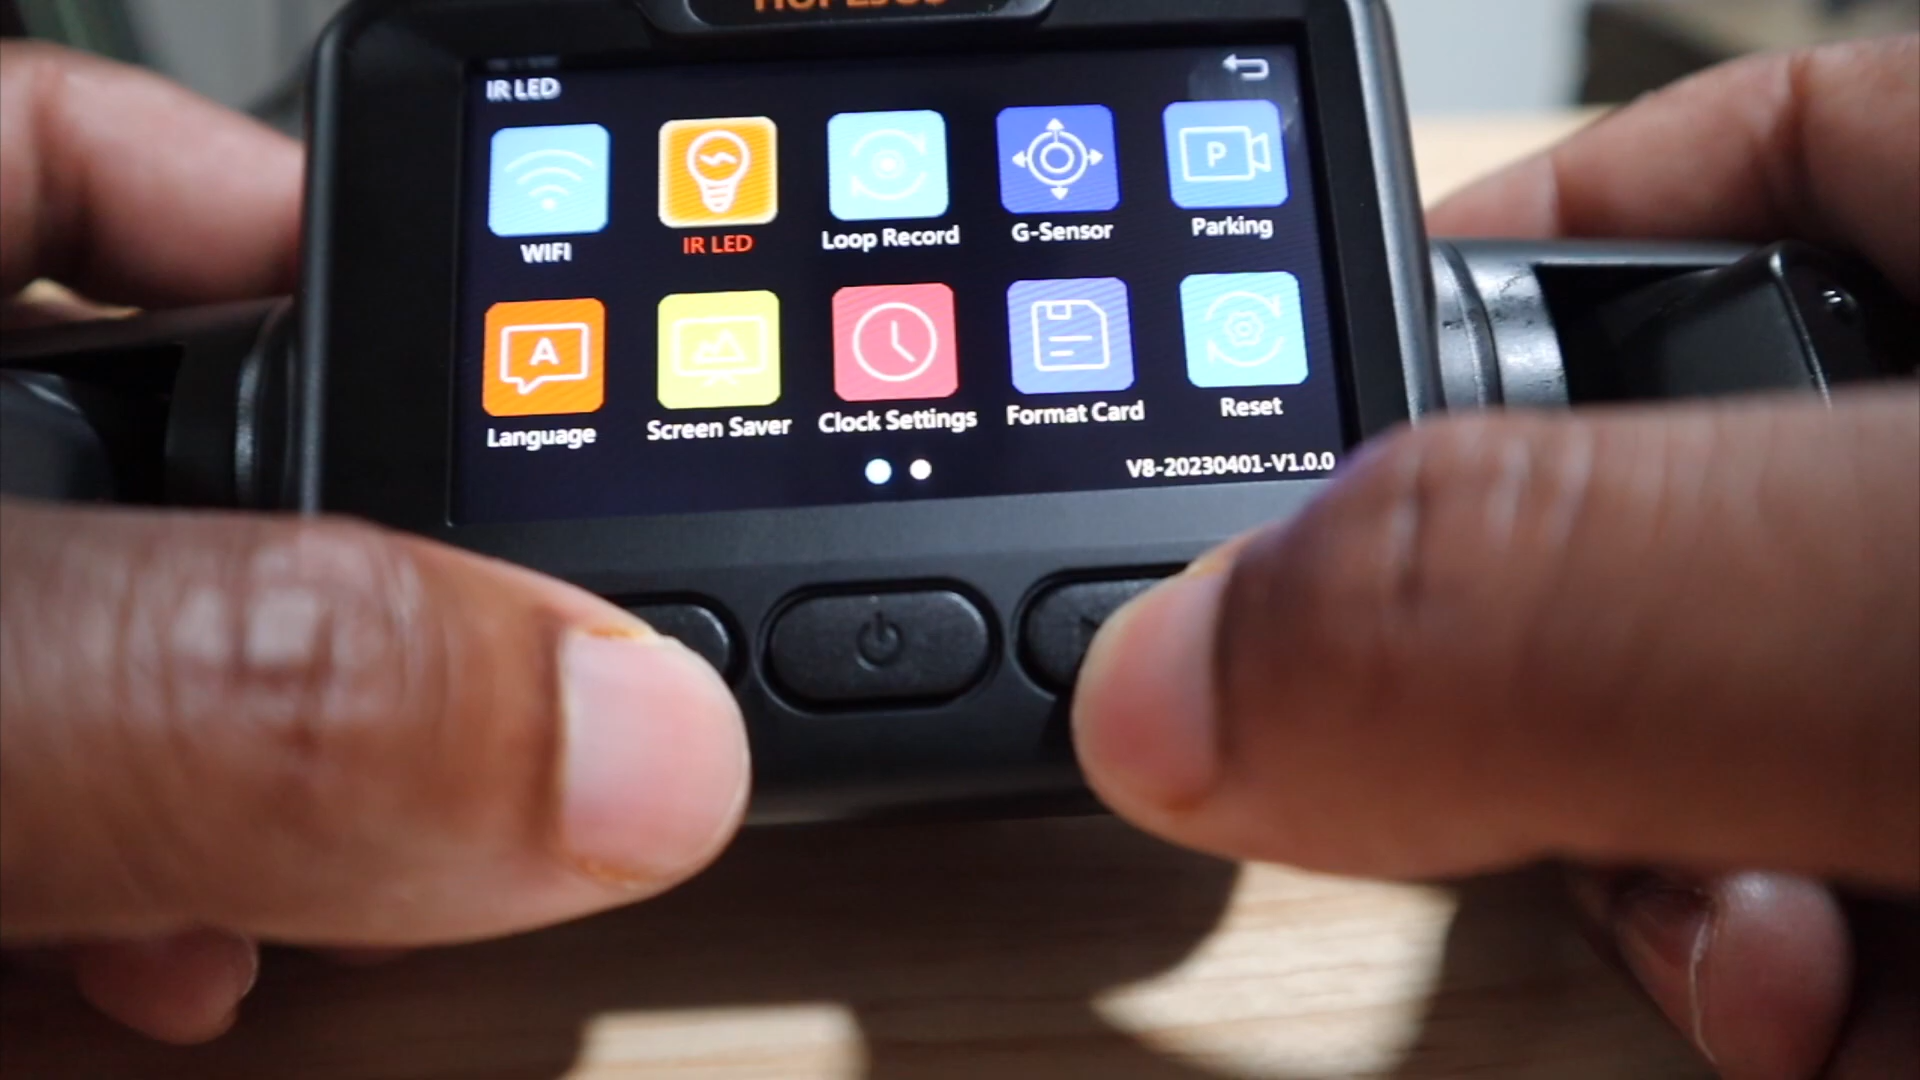 IR LED
WIFI
IR LED
Loop Record
G-Sensor
P
Parking
A
Language
Screen Saver
Clock Settings
Format Card
Reset
V8-20230401-V1.0.0